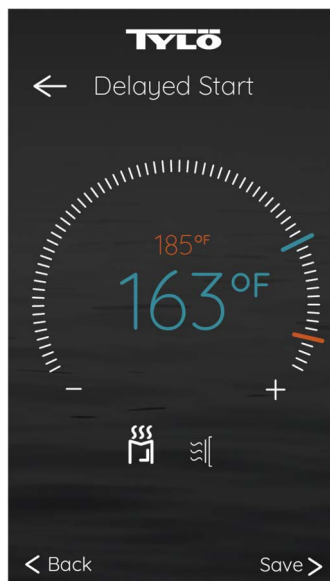 TYLÖ
Delayed Start
185°F
163°F
− +
Back Save